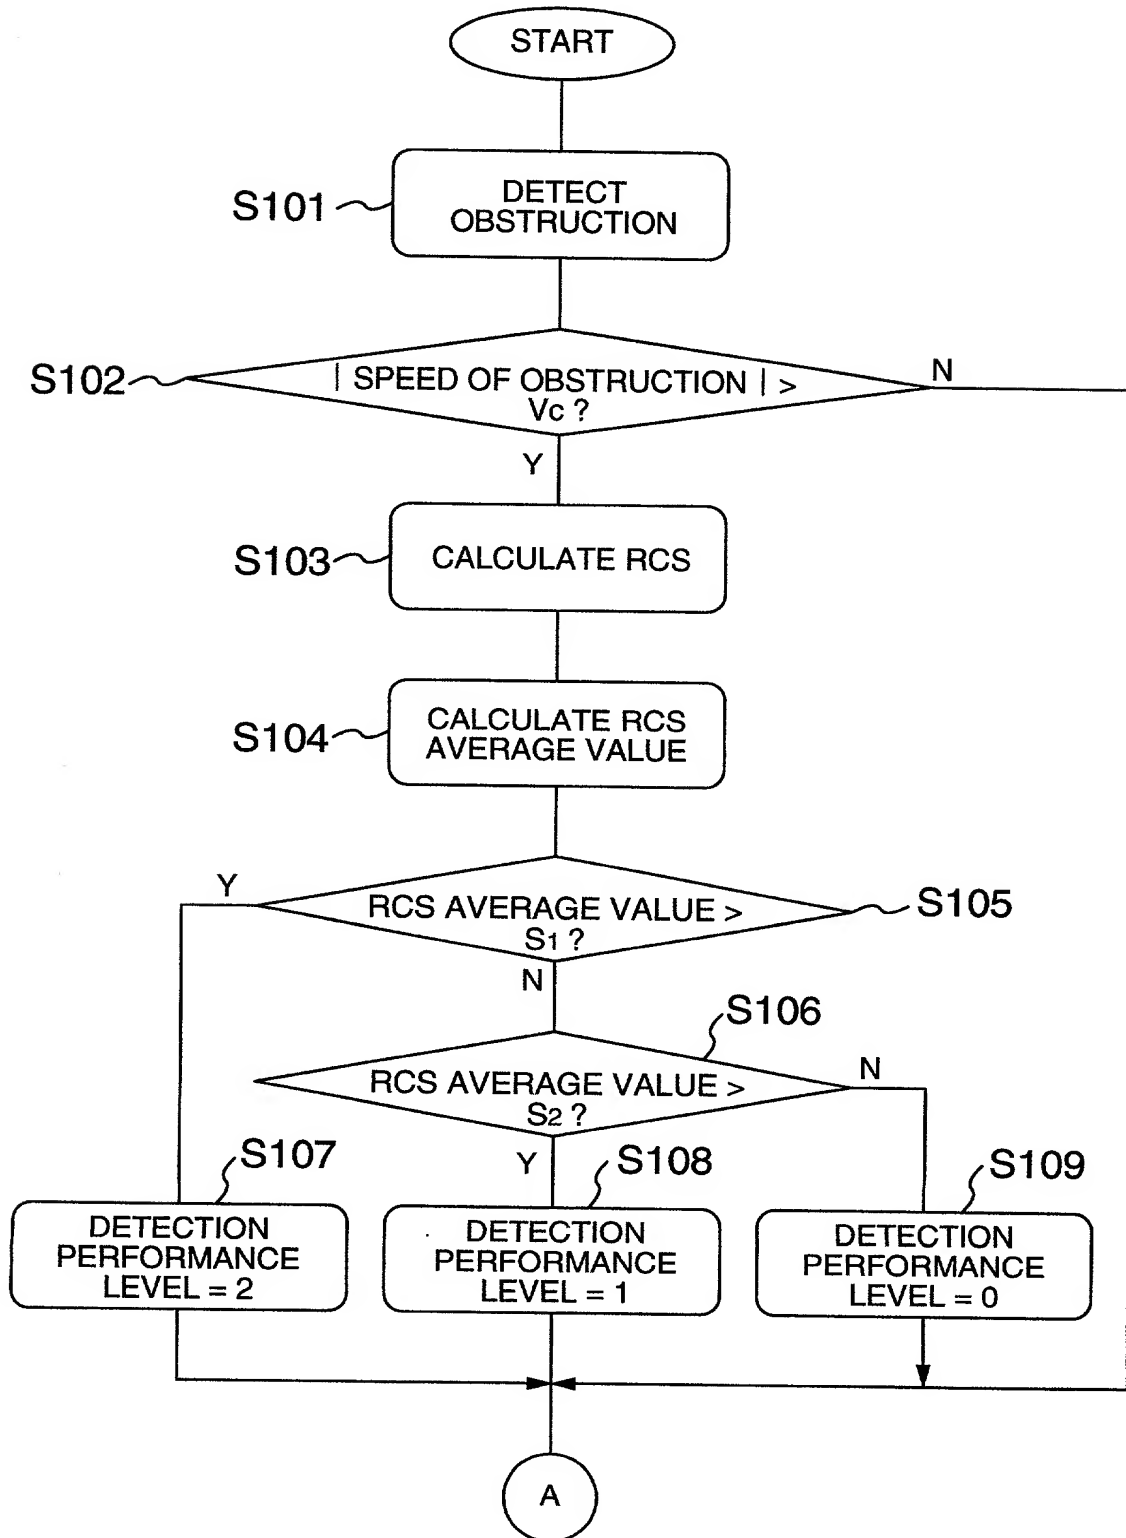 START
S101
DETECT
OBSTRUCTION
S102
| SPEED OF OBSTRUCTION | >
Vc ?
N
Y
S103
CALCULATE RCS
S104
CALCULATE RCS
AVERAGE VALUE
Y
RCS AVERAGE VALUE >
S1 ?
S105
N
S106
RCS AVERAGE VALUE >
S2 ?
N
Y
S107
S108
S109
DETECTION
PERFORMANCE
LEVEL = 2
DETECTION
PERFORMANCE
LEVEL = 1
DETECTION
PERFORMANCE
LEVEL = 0
A